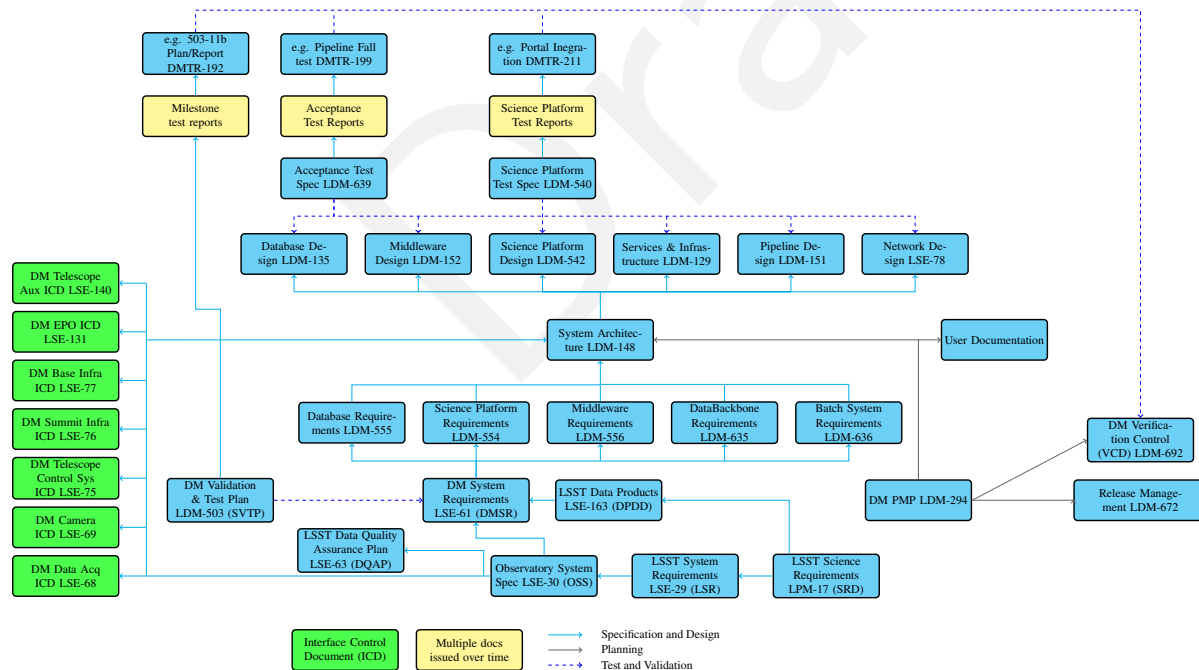 e.g. 503-11b
Plan/Report
DMTR-192
e.g. Pipeline Fall
test DMTR-199
e.g. Portal Inegra-
tion DMTR-211
Milestone
test reports
Acceptance
Test Reports
Science Platform
Test Reports
Acceptance Test
Spec LDM-639
Science Platform
Test Spec LDM-540
Database De-
sign LDM-135
Middleware
Design LDM-152
Science Platform
Design LDM-542
Services & Infras-
tructure LDM-129
Pipeline De-
sign LDM-151
Network De-
sign LSE-78
DM Telescope
Aux ICD LSE-140
DM EPO ICD
LSE-131
DM Base Infra
ICD LSE-77
DM Summit Infra
ICD LSE-76
DM Telescope
Control Sys
ICD LSE-75
DM Camera
ICD LSE-69
DM Data Acq
ICD LSE-68
System Architec-
ture LDM-148
User Documentation
Database Require-
ments LDM-555
Science Platform
Requirements
LDM-554
Middleware
Requirements
LDM-556
DataBackbone
Requirements
LDM-635
Batch System
Requirements
LDM-636
DM Verifica-
tion Control
(VCD) LDM-692
DM Validation
& Test Plan
LDM-503 (SVTP)
DM System
Requirements
LSE-61 (DMSR)
LSST Data Products
LSE-163 (DPDD)
DM PMP LDM-294
Release Manage-
ment LDM-672
LSST Data Quality
Assurance Plan
LSE-63 (DQAP)
Observatory System
Spec LSE-30 (OSS)
LSST System
Requirements
LSE-29 (LSR)
LSST Science
Requirements
LPM-17 (SRD)
Interface Control
Document (ICD)
Multiple docs
issued over time
Specification and Design
Planning
Test and Validation
Dra